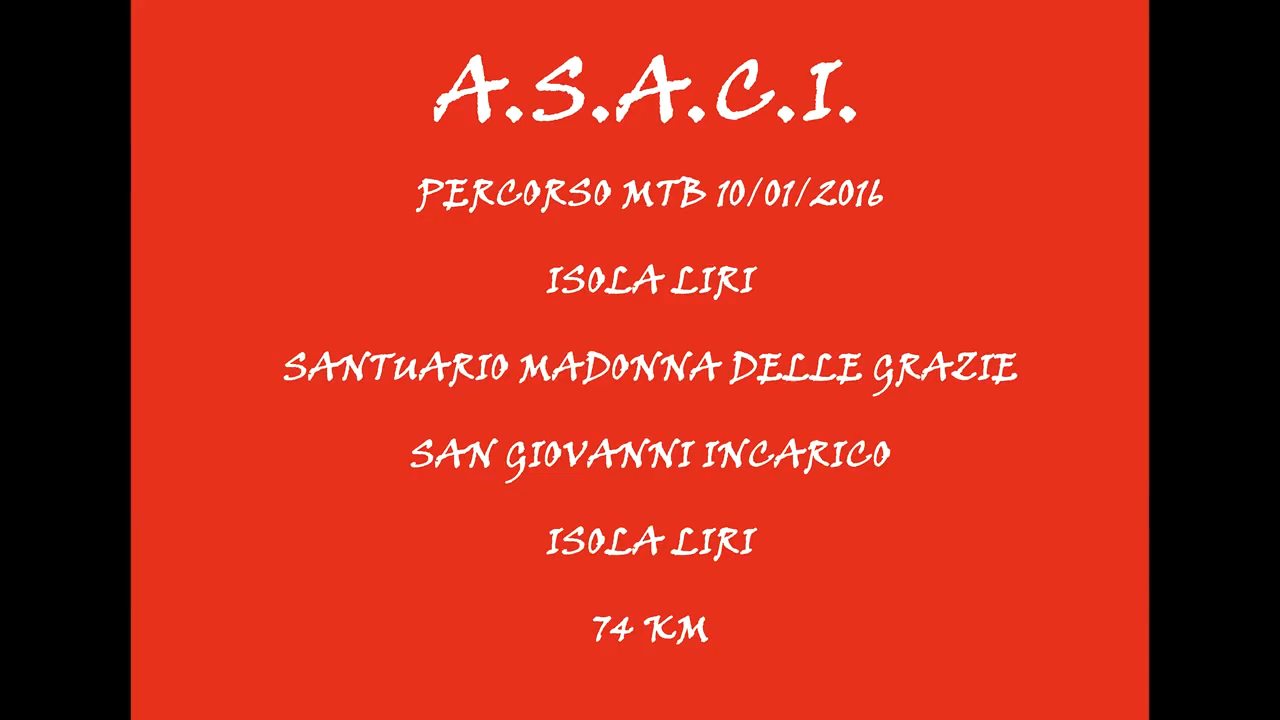 A.S.A.C.I.
PERCORSO MTB 10/01/2016
ISOLA LIRI
SANTUARIO MADONNA DELLE GRAZIE
SAN GIOVANNI INCARICO
ISOLA LIRI
74 KM